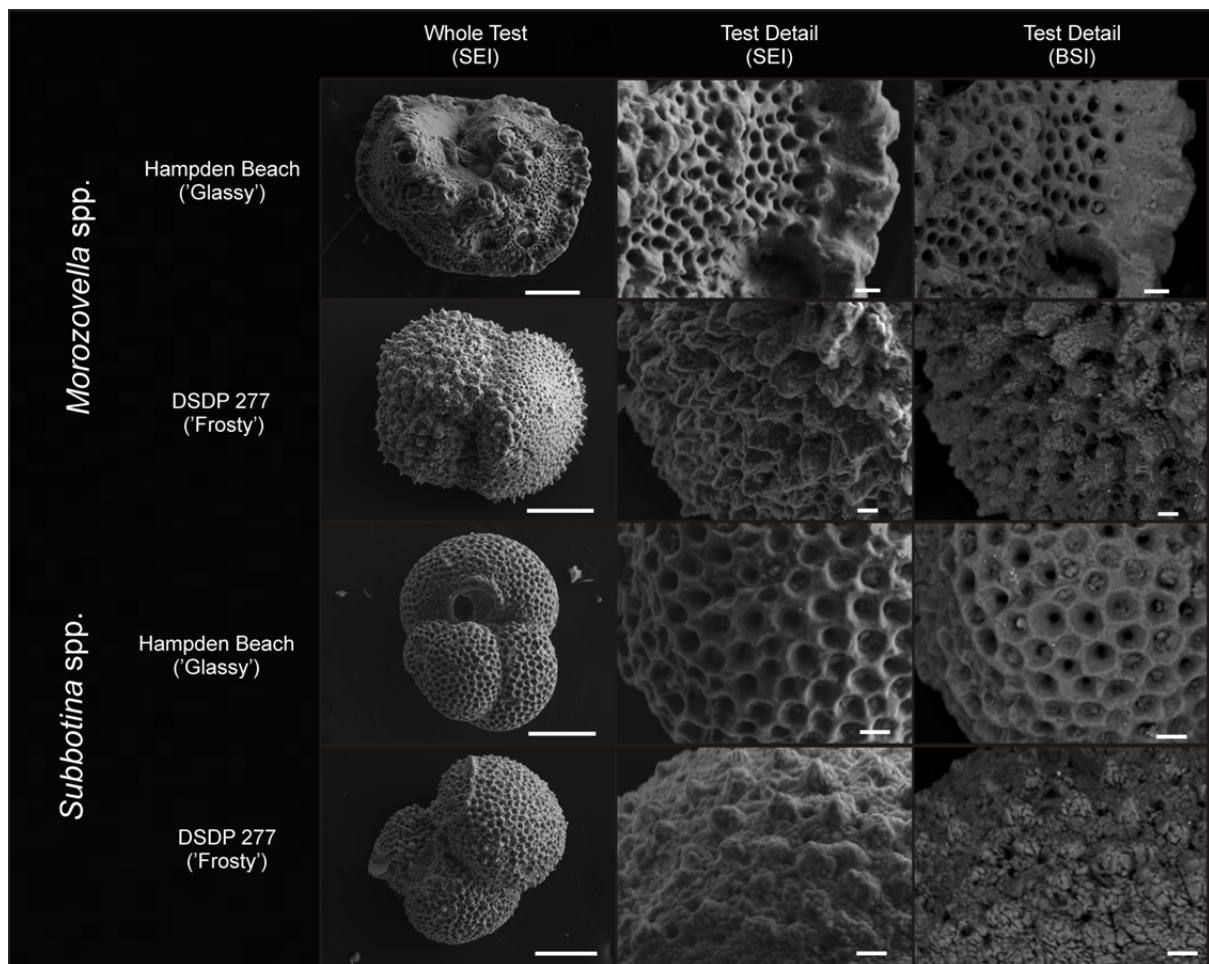 Whole Test
(SEI)
Test Detail
(SEI)
Test Detail
(BSI)
Morozovella spp.
Hampden Beach
('Glassy')
DSDP 277
('Frosty')
Subbotina spp.
Hampden Beach
('Glassy')
DSDP 277
('Frosty')